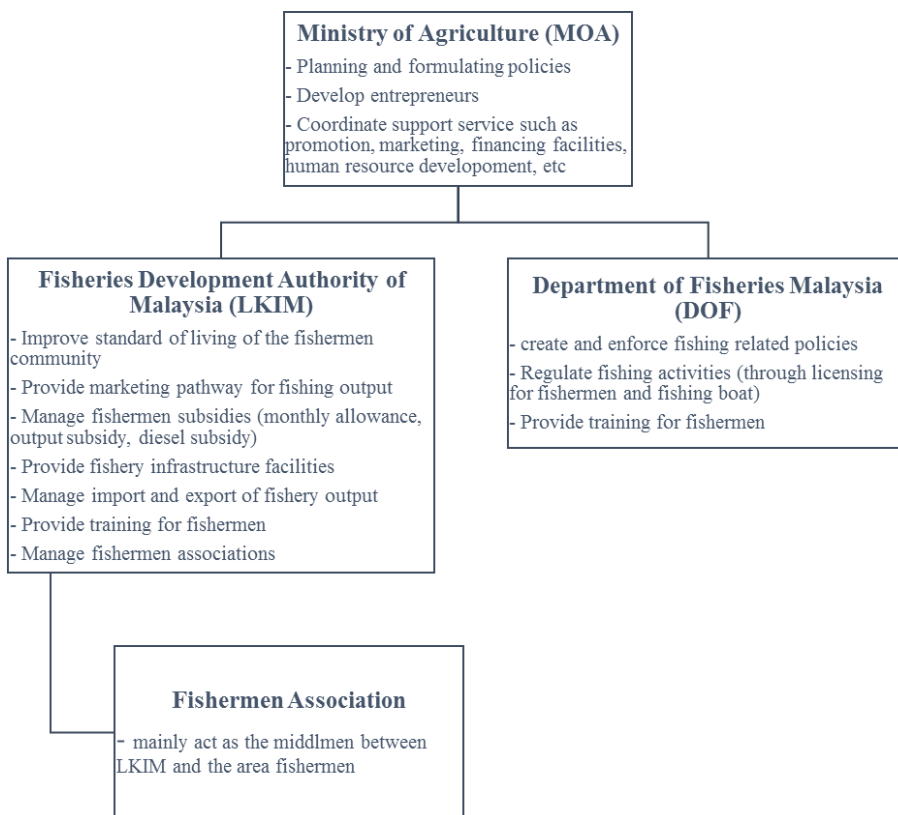 Ministry of Agriculture (MOA)
- Planning and formulating policies
- Develop entrepreneurs
- Coordinate support service such as
promotion, marketing, financing facilities,
human resource developoment, etc
Fisheries Development Authority of
Malaysia (LKIM)
- Improve standard of living of the fishermen
community
- Provide marketing pathway for fishing output
- Manage fishermen subsidies (monthly allowance,
output subsidy, diesel subsidy)
- Provide fishery infrastructure facilities
- Manage import and export of fishery output
- Provide training for fishermen
- Manage fishermen associations
Department of Fisheries Malaysia
(DOF)
- create and enforce fishing related policies
- Regulate fishing activities (through licensing
for fishermen and fishing boat)
- Provide training for fishermen
Fishermen Association
- mainly act as the middlmen between
LKIM and the area fishermen